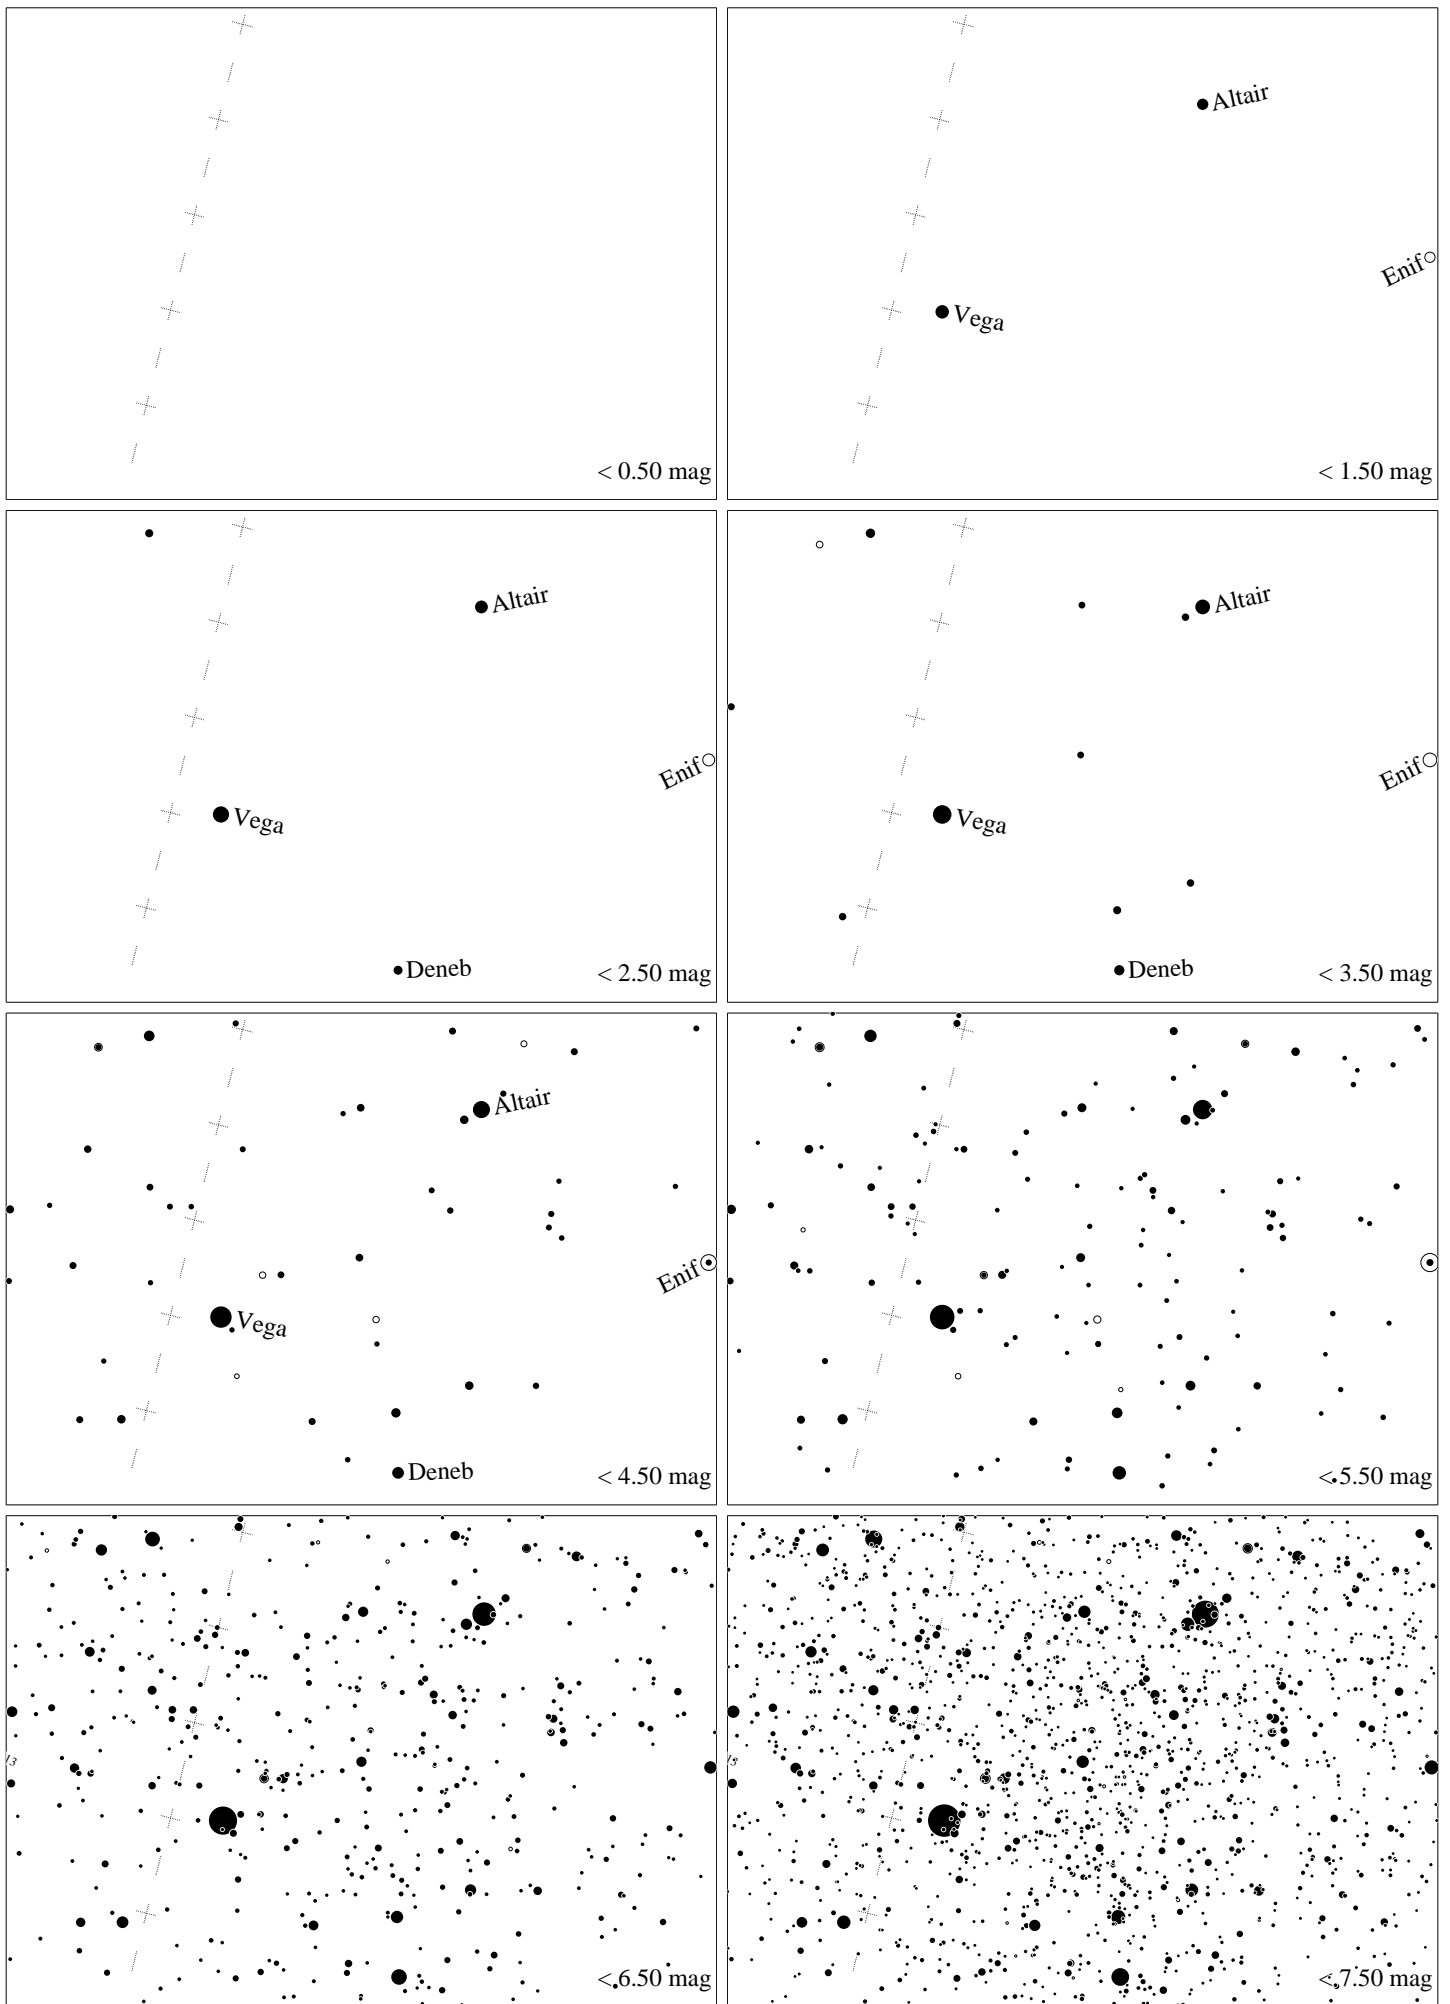 < 0.50 mag
Altair
Enif
Vega
< 1.50 mag
Altair
Enif
Vega
Deneb
< 2.50 mag
Altair
Enif
Vega
Deneb
< 3.50 mag
Altair
Enif
Vega
Deneb
< 4.50 mag
< 5.50 mag
13
< 6.50 mag
13
< 7.50 mag